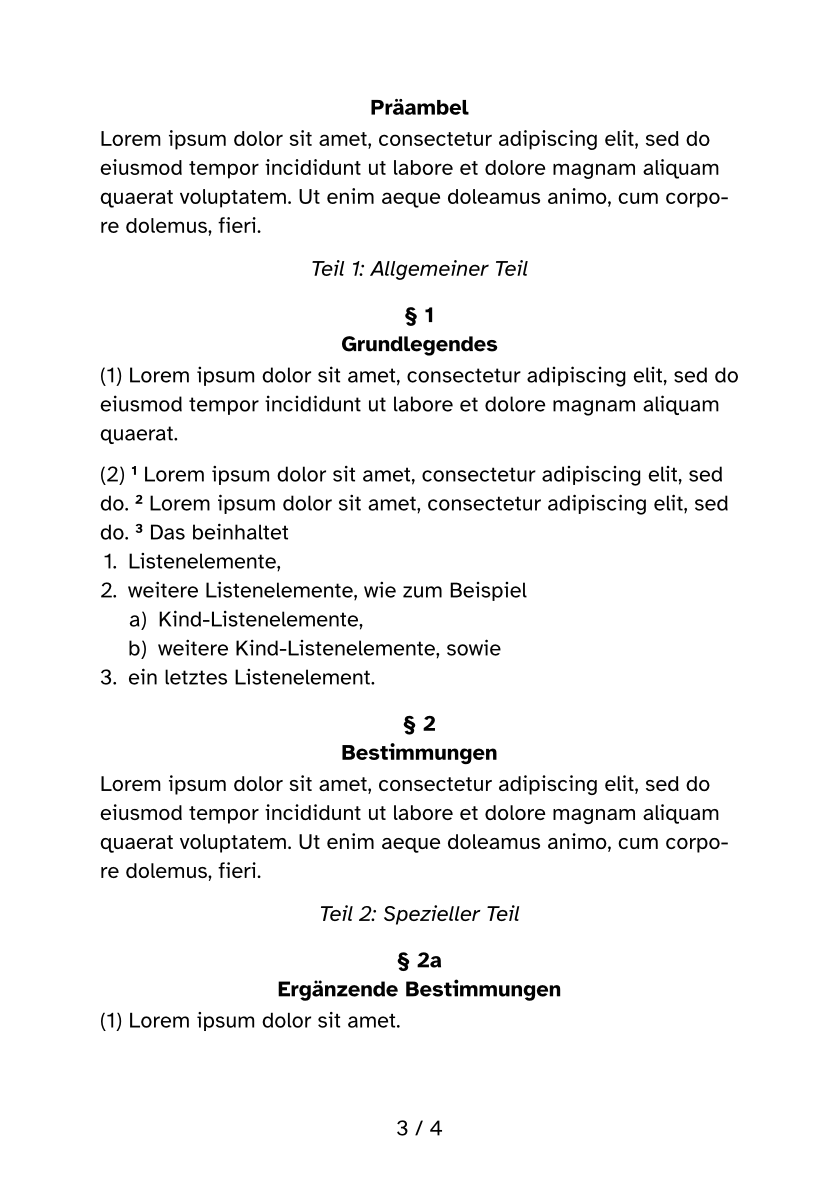 Präambel
Lorem ipsum dolor sit amet, consectetur adipiscing elit, sed do
eiusmod tempor incididunt ut labore et dolore magnam aliquam
quaerat voluptatem. Ut enim aeque doleamus animo, cum corpo-
re dolemus, fieri.
Teil 1: Allgemeiner Teil
§ 1
Grundlegendes
(1) Lorem ipsum dolor sit amet, consectetur adipiscing elit, sed do
eiusmod tempor incididunt ut labore et dolore magnam aliquam
quaerat.
(2) ¹ Lorem ipsum dolor sit amet, consectetur adipiscing elit, sed
do. ² Lorem ipsum dolor sit amet, consectetur adipiscing elit, sed
do. ³ Das beinhaltet
1. Listenelemente,
2. weitere Listenelemente, wie zum Beispiel
a) Kind-Listenelemente,
b) weitere Kind-Listenelemente, sowie
3. ein letztes Listenelement.
§ 2
Bestimmungen
Lorem ipsum dolor sit amet, consectetur adipiscing elit, sed do
eiusmod tempor incididunt ut labore et dolore magnam aliquam
quaerat voluptatem. Ut enim aeque doleamus animo, cum corpo-
re dolemus, fieri.
Teil 2: Spezieller Teil
§ 2a
Ergänzende Bestimmungen
(1) Lorem ipsum dolor sit amet.
3 / 4